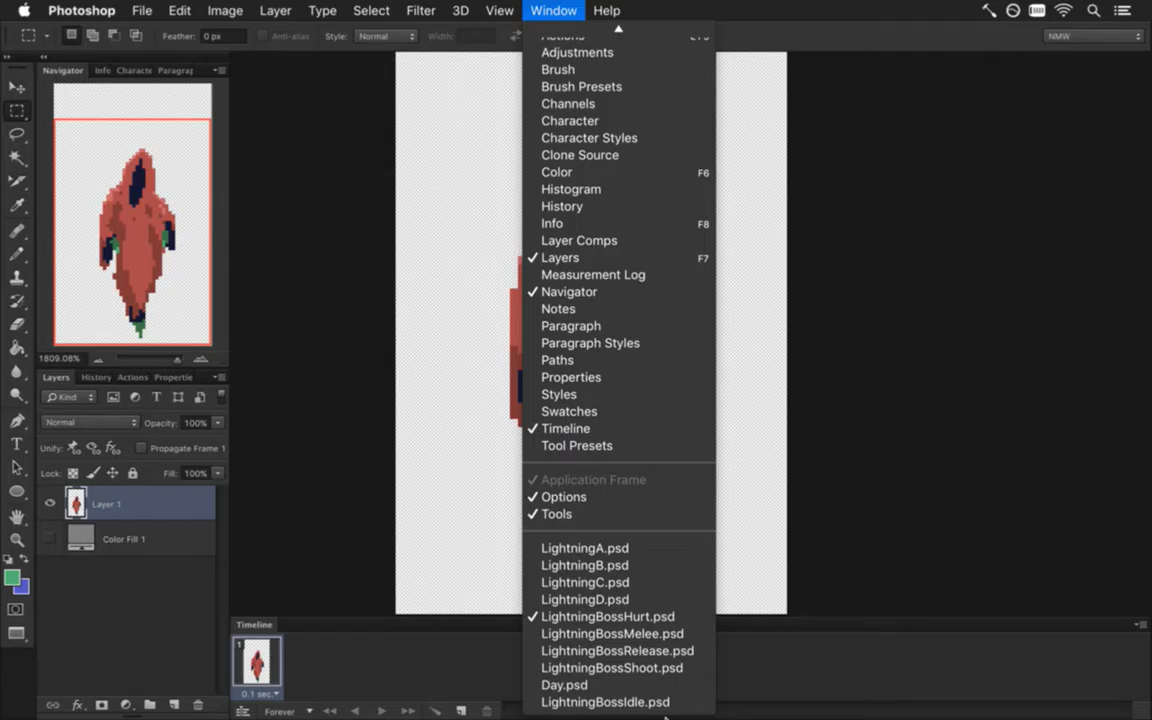 Photoshop File Edit Image Layer Type Select Filter 3D View Window Help
Feather: 0 px Anti-alias Style: Normal Width: NMW
Navigator Info Characte Paragrap
1809.08%
Layers History Actions Propertie
Kind
Normal Opacity: 100%
Unify: Propagate Frame 1
Lock: Fill: 100%
Layer 1
Color Fill 1
Adjustments
Brush
Brush Presets
Channels
Character
Character Styles
Clone Source
Color F6
Histogram
History
Info F8
Layer Comps
Layers F7
Measurement Log
Navigator
Notes
Paragraph
Paragraph Styles
Paths
Properties
Styles
Swatches
Timeline
Tool Presets
Application Frame
Options
Tools
LightningA.psd
LightningB.psd
LightningC.psd
LightningD.psd
LightningBossHurt.psd
LightningBossMelee.psd
LightningBossRelease.psd
LightningBossShoot.psd
Day.psd
LightningBossIdle.psd
Timeline
1
0.1 sec.
Forever